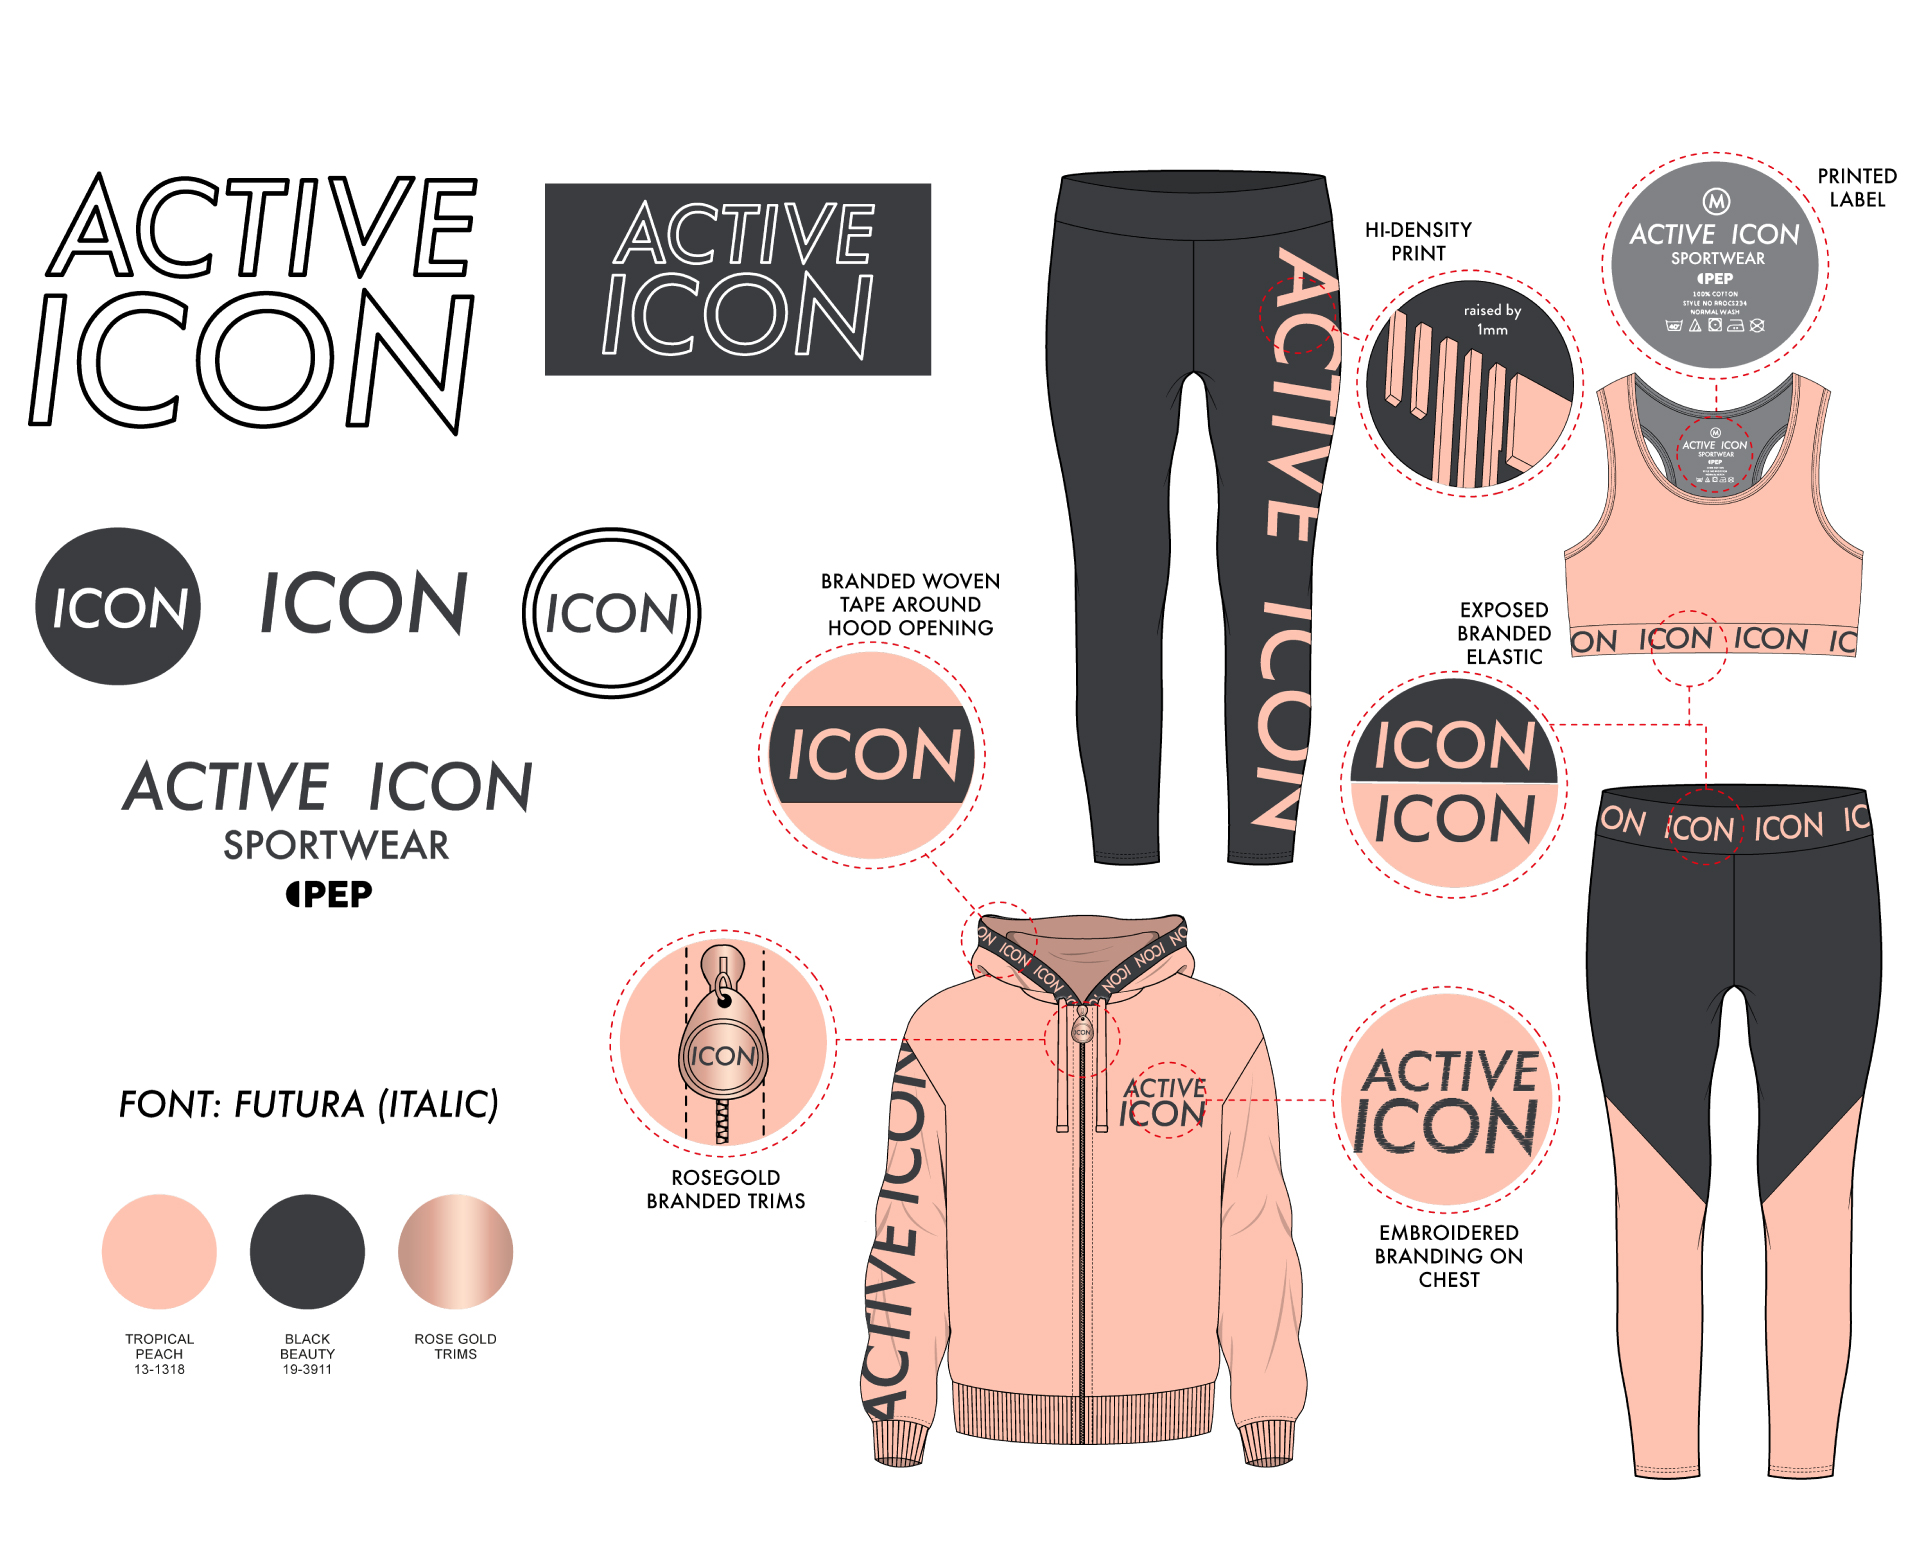 ACTIVE
ICON
ACTIVE
ICON
ICON
ICON
ICON
ACTIVE ICON
SPORTWEAR
PEP
FONT: FUTURA (ITALIC)
TROPICAL
PEACH
13-1318
BLACK
BEAUTY
19-3911
ROSE GOLD
TRIMS
BRANDED WOVEN
TAPE AROUND
HOOD OPENING
ICON
ICON
ROSEGOLD
BRANDED TRIMS
ON ICON ICON IC
ICON ICON ICON
ICON
ACTIVE
ICON
ACTIVE ICON
ACTIVE
ICON
EMBROIDERED
BRANDING ON
CHEST
ACTIVE ICON
HI-DENSITY
PRINT
raised by
1mm
PRINTED
LABEL
M
ACTIVE ICON
SPORTWEAR
PEP
100% COTTON
STYLE NO RROCS234
NORMAL WASH
M
ACTIVE ICON
SPORTWEAR
PEP
ON ICON ICON IC
EXPOSED
BRANDED
ELASTIC
ICON
ICON
ON ICON ICON IC